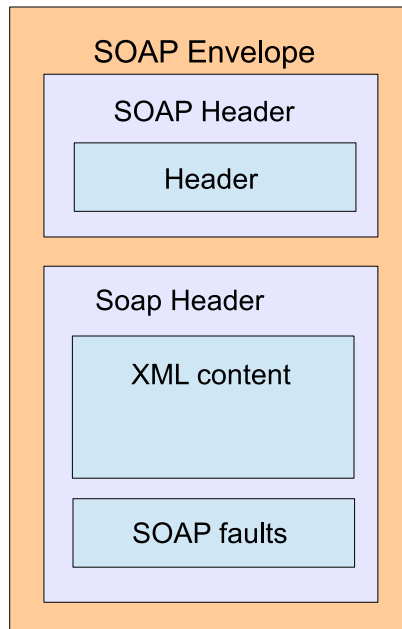 SOAP Envelope
SOAP Header
Header
Soap Header
XML content
SOAP faults